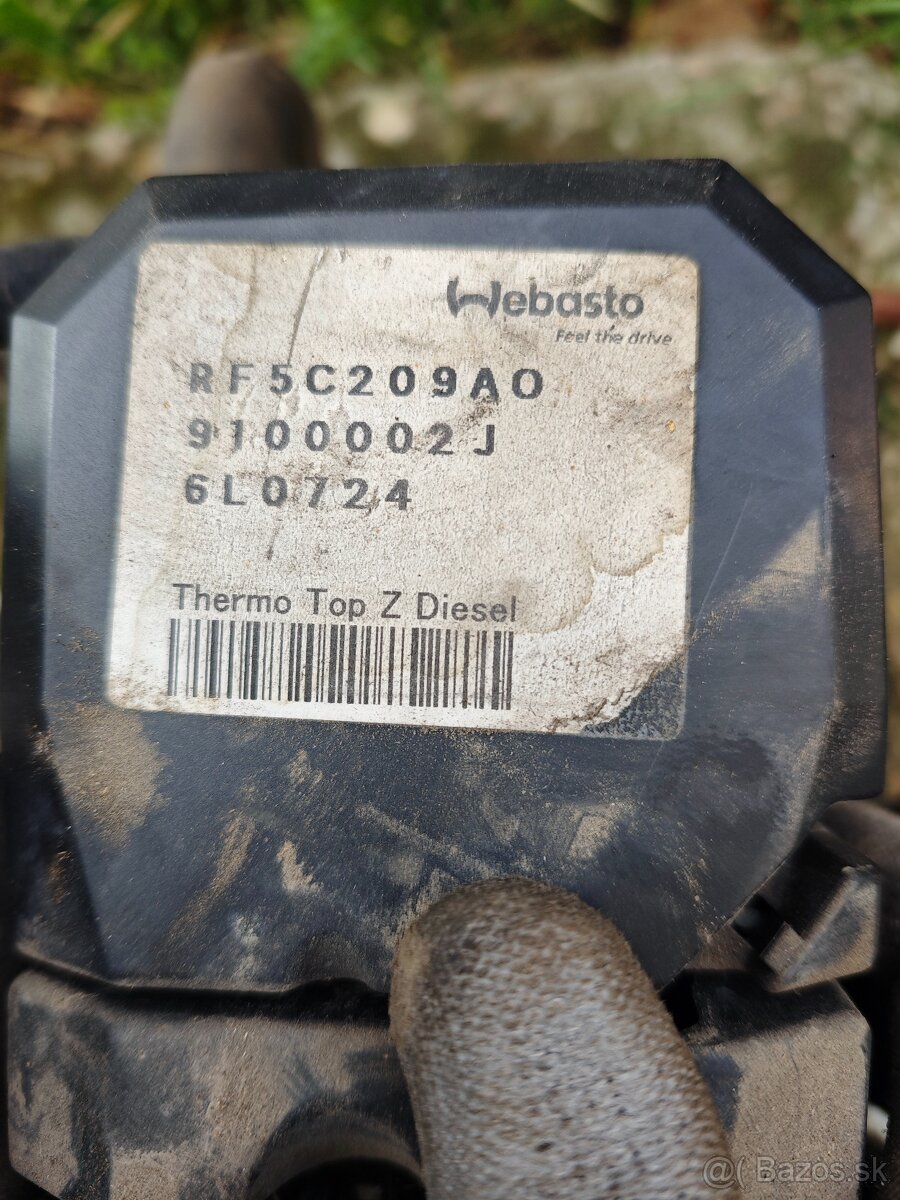 Webasto
Feel the drive
RF5C209A0
9100002J
6L0724
Thermo Top Z Diesel
@( Bazos.sk